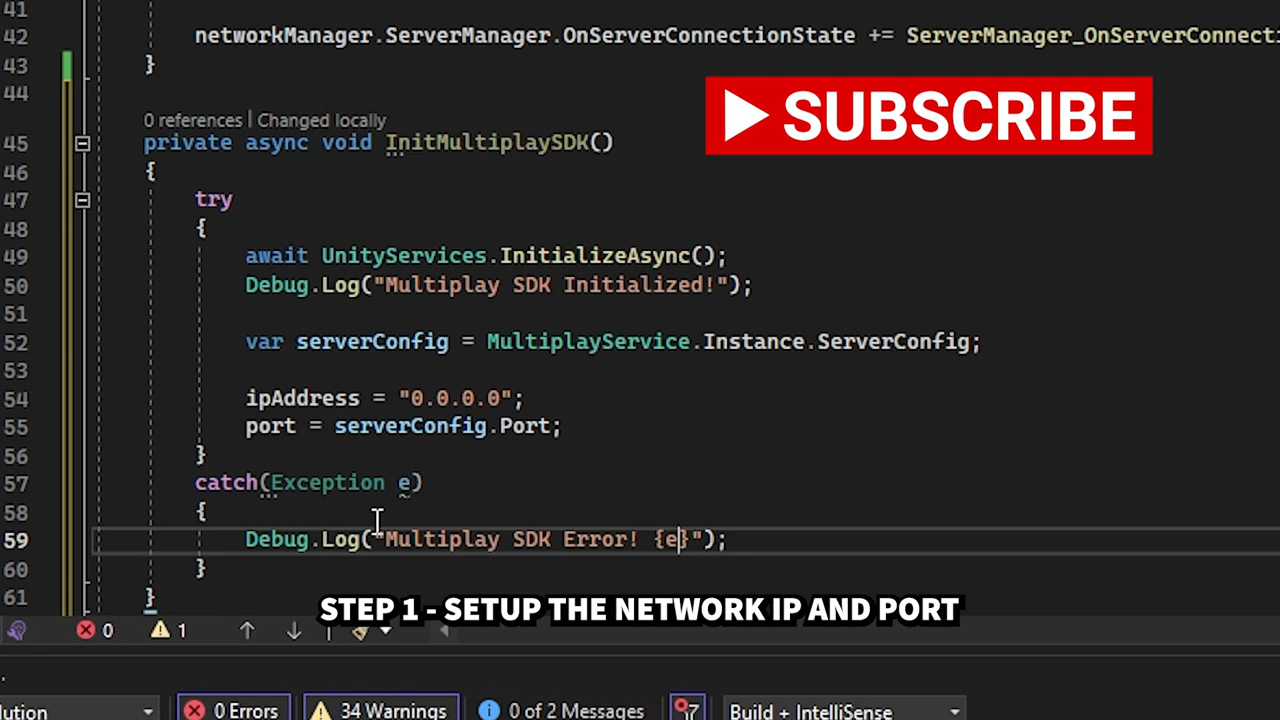 41
42 networkManager.ServerManager.OnServerConnectionState += ServerManager_OnServerConnecti
43 }
44
SUBSCRIBE
0 references | Changed locally
45 private async void InitMultiplaySDK()
46 {
47 try
48 {
49 await UnityServices.InitializeAsync();
50 Debug.Log("Multiplay SDK Initialized!");
51
52 var serverConfig = MultiplayService.Instance.ServerConfig;
53
54 ipAddress = "0.0.0.0";
55 port = serverConfig.Port;
56 }
57 catch(Exception e)
58 {
59 Debug.Log("Multiplay SDK Error! {e}");
60 }
61 }
STEP 1 - SETUP THE NETWORK IP AND PORT
0 1
lution 0 Errors 34 Warnings 0 of 2 Messages Build + IntelliSense